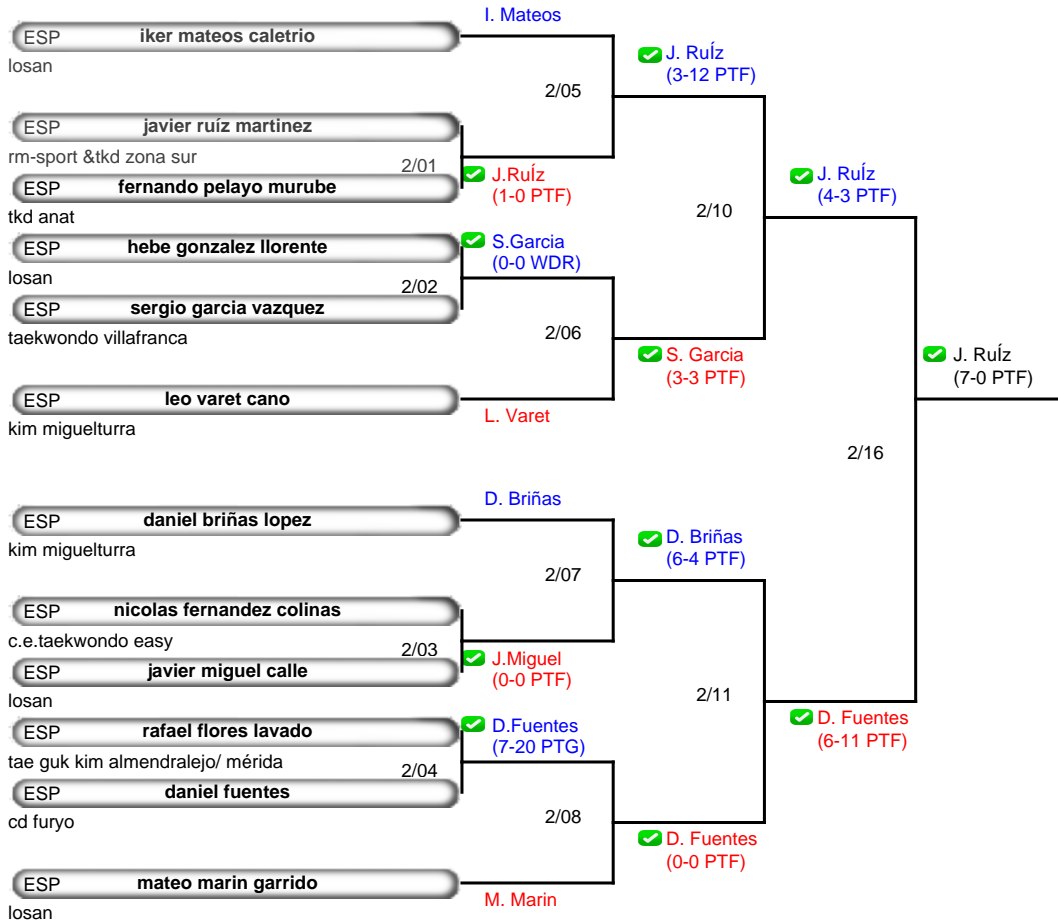 I. Mateos
ESP iker mateos caletrio
losan
J. RuÍz
(3-12 PTF)
2/05
ESP javier ruíz martinez
rm-sport &tkd zona sur
2/01
J.RuÍz
(1-0 PTF)
ESP fernando pelayo murube
tkd anat
J. RuÍz
(4-3 PTF)
2/10
ESP hebe gonzalez llorente
losan
S.Garcia
(0-0 WDR)
2/02
ESP sergio garcia vazquez
taekwondo villafranca
2/06
S. Garcia
(3-3 PTF)
J. RuÍz
(7-0 PTF)
ESP leo varet cano
kim miguelturra
L. Varet
2/16
D. Briñas
ESP daniel briñas lopez
kim miguelturra
D. Briñas
(6-4 PTF)
2/07
ESP nicolas fernandez colinas
c.e.taekwondo easy
2/03
J.Miguel
(0-0 PTF)
ESP javier miguel calle
losan
2/11
ESP rafael flores lavado
tae guk kim almendralejo/ mérida
D.Fuentes
(7-20 PTG)
D. Fuentes
(6-11 PTF)
2/04
ESP daniel fuentes
cd furyo
2/08
D. Fuentes
(0-0 PTF)
ESP mateo marin garrido
losan
M. Marin